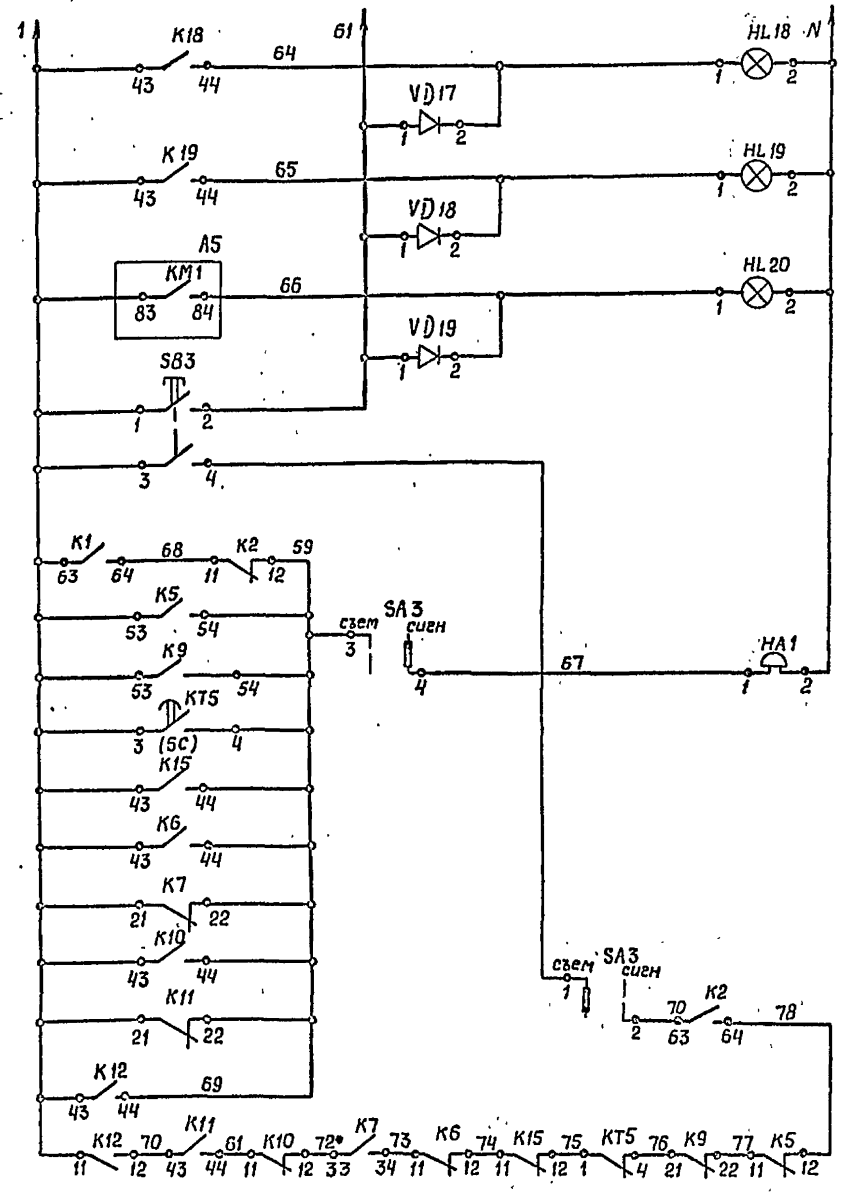 1 61 N
K18 64 HL18
43 44 1 2
VD17
1 2
K19 65 HL19
43 44 1 2
VD18
1 2
A5
KM1 66 HL20
83 84 1 2
VD19
1 2
SB3
1 2
3 4
K1 68 K2 59
63 64 11 12
K5
53 54
SA3
съем сигн
3 4
67
HA1
1 2
K9
53 54
KT5
3 (5C) 4
K15
43 44
K6
43 44
K7
21 22
K10
43 44
K11
21 22
SA3
съем сигн
1 2
70 K2 78
63 64
K12 69
43 44
K12 70 K11 61 K10 72 K7 73 K6 74 K15 75 KT5 76 K9 77 K5
11 12 43 44 11 12 33 34 11 12 11 12 1 4 21 22 11 12